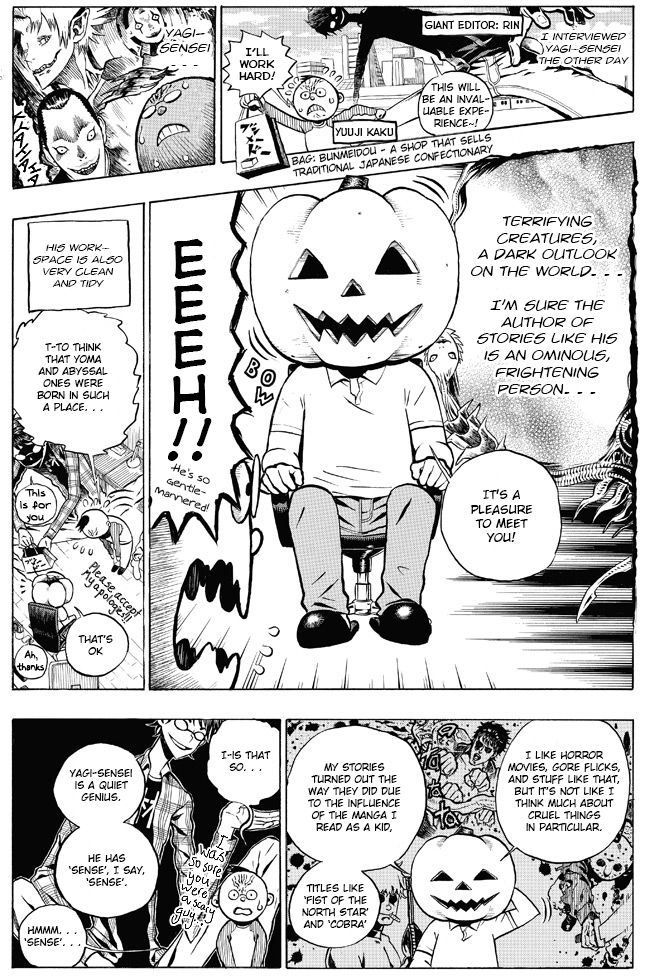 GIANT EDITOR: RIN
I INTERVIEWED
YAGI-SENSEI
THE OTHER DAY
I'LL
WORK
HARD!
THIS WILL
BE AN INVAL-
UABLE EXPE-
RIENCE~!
YUUJI KAKU
BAG: BUNMEIDOU - A SHOP THAT SELLS
TRADITIONAL JAPANESE CONFECTIONARY
YAGI-
SENSEI
. . .
TERRIFYING
CREATURES,
A DARK OUTLOOK
ON THE WORLD. . .
I'M SURE THE
AUTHOR OF
STORIES LIKE HIS
IS AN OMINOUS,
FRIGHTENING
PERSON. . .
EEEEH!!
BOW
He's so
gentle-
mannered!
IT'S A
PLEASURE
TO MEET
YOU!
HIS WORK-
SPACE IS ALSO
VERY CLEAN
AND TIDY
T-TO THINK
THAT YOMA
AND ABYSSAL
ONES WERE
BORN IN SUCH
A PLACE. . .
This
is for
you
Please accept
my apologes!!
THAT'S
OK
Ah,
thanks
I LIKE HORROR
MOVIES, GORE FLICKS,
AND STUFF LIKE THAT,
BUT IT'S NOT LIKE I
THINK MUCH ABOUT
CRUEL THINGS
IN PARTICULAR.
MY STORIES
TURNED OUT THE
WAY THEY DID DUE
TO THE INFLUENCE
OF THE MANGA I
READ AS A KID,
TITLES LIKE
'FIST OF THE
NORTH STAR'
AND 'COBRA'
I-IS THAT
SO. . .
YAGI-SENSEI
IS A QUIET
GENIUS.
HE HAS
'SENSE', I SAY,
'SENSE'.
I was
so sure
you
were
a scary
guy!!
HMMM. . .
'SENSE'. . .